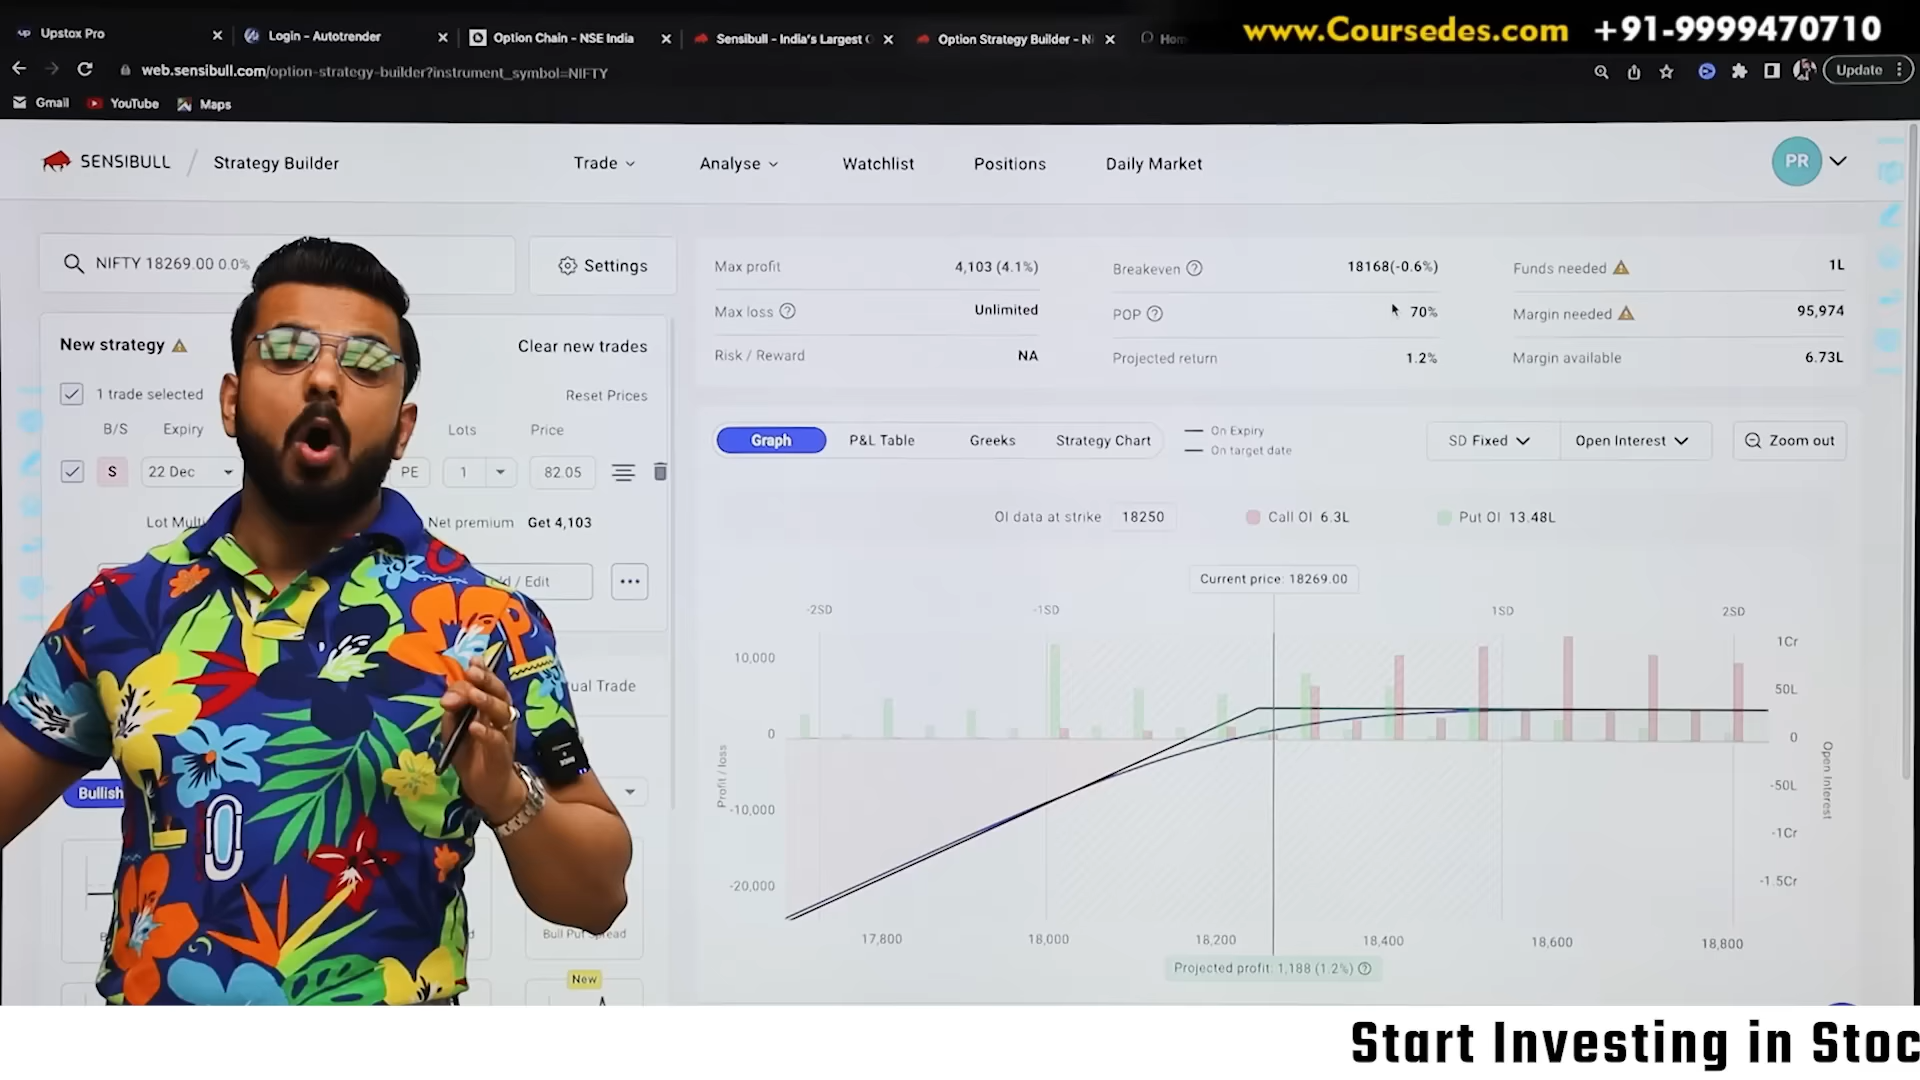 Upstox Pro
Login - Autotrender
Option Chain - NSE India
Sensibull - India's Largest
Option Strategy Builder - Ni
www.Coursedes.com +91-9999470710
web.sensibull.com/option-strategy-builder?instrument_symbol=NIFTY
Update
Gmail YouTube Maps
SENSIBULL / Strategy Builder
Trade Analyse Watchlist Positions Daily Market
PR
NIFTY 18269.00 0.0%
Settings
New strategy
Clear new trades
1 trade selected
Reset Prices
B/S Expiry Lots Price
S 22 Dec PE 1 82.05
Net premium Get 4,103
/ Edit
Trade
Bullish
New
Max profit 4,103 (4.1%)
Max loss Unlimited
Risk / Reward NA
Breakeven 18168(-0.6%)
POP 70%
Projected return 1.2%
Funds needed 1L
Margin needed 95,974
Margin available 6.73L
Graph P&L Table Greeks Strategy Chart
On Expiry
On target date
SD Fixed Open Interest Zoom out
OI data at strike 18250 Call OI 6.3L Put OI 13.48L
Current price: 18269.00
-2SD -1SD 1SD 2SD
10,000
0
-10,000
-20,000
Profit / loss
1Cr
50L
0
-50L
-1Cr
-1.5Cr
Open Interest
17,800 18,000 18,200 18,400 18,600 18,800
Projected profit: 1,188 (1.2%)
Start Investing in Stoc